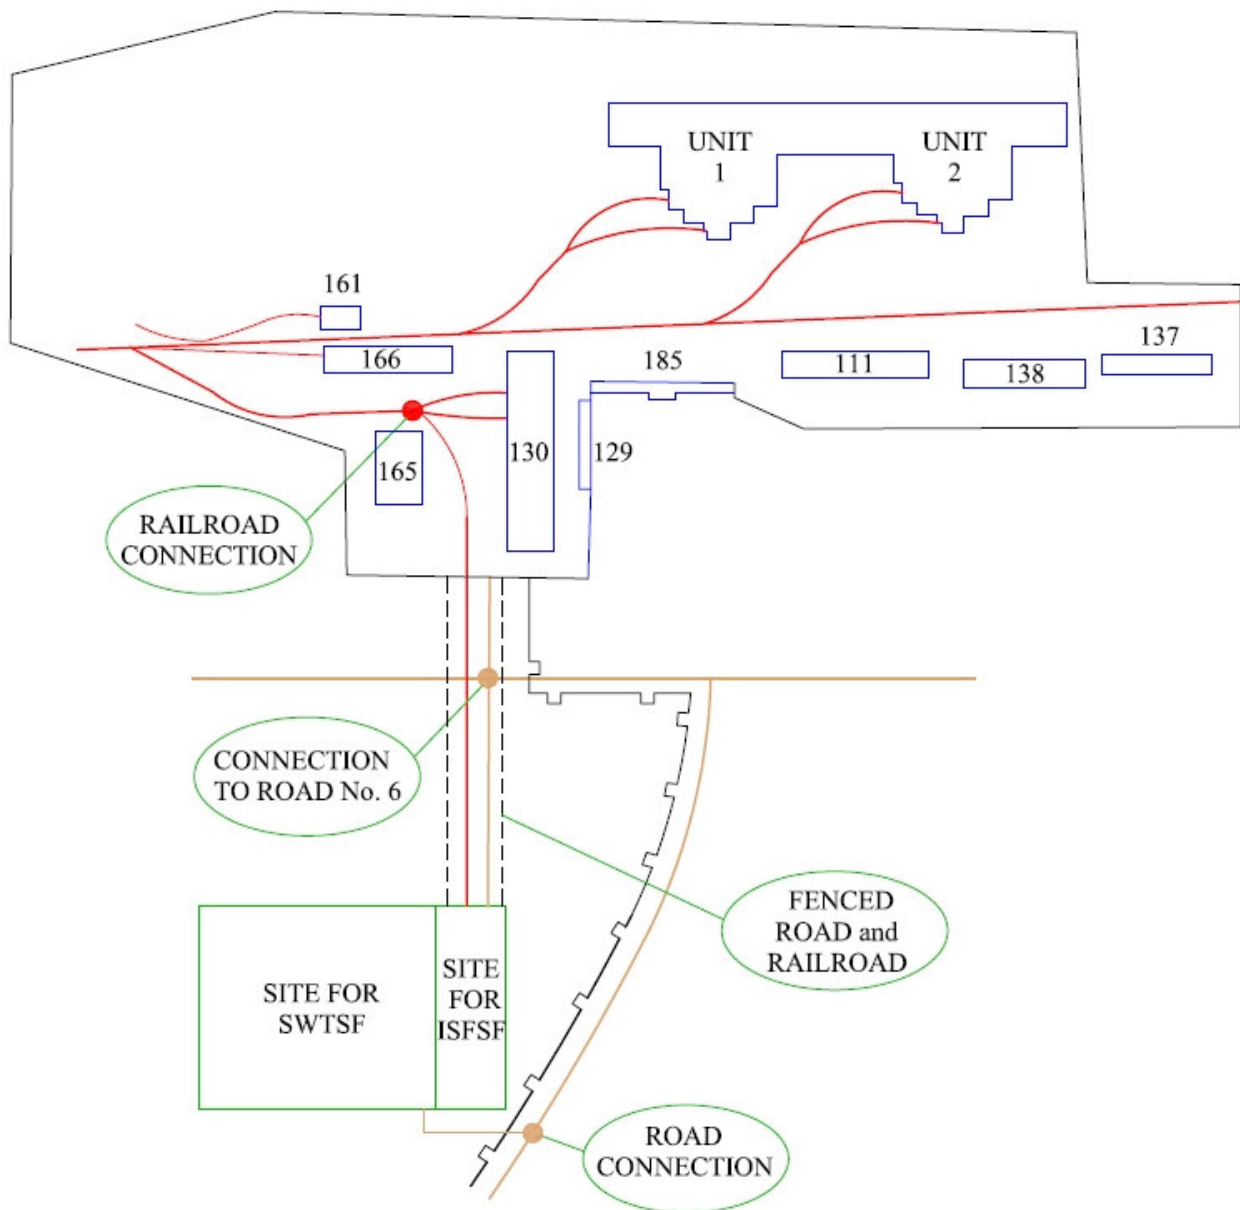 UNIT
1
UNIT
2
161
166
185
111
138
137
165
130
129
RAILROAD
CONNECTION
CONNECTION
TO ROAD No. 6
FENCED
ROAD and
RAILROAD
SITE FOR
SWTSF
SITE
FOR
ISFSF
ROAD
CONNECTION